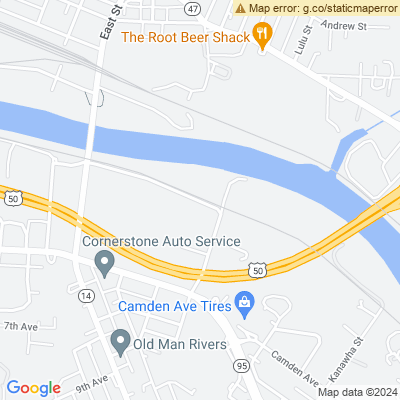 Map error: g.co/staticmaperror
East St
47
Andrew St
The Root Beer Shack
Lulu St
50
50
Cornerstone Auto Service
50
14
Camden Ave Tires
7th Ave
Old Man Rivers
Kanawha St
95
Camden Ave
9th Ave
Google
Map data ©2024